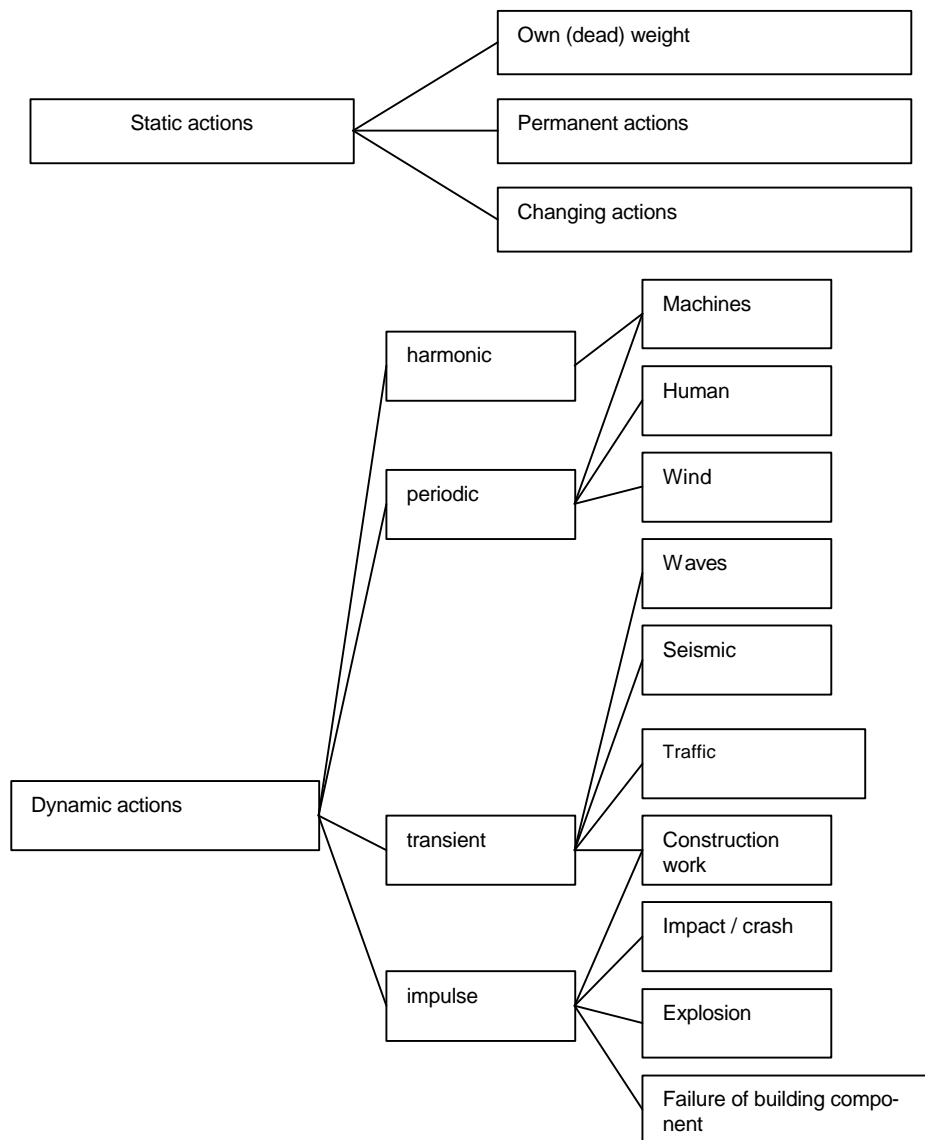 Own (dead) weight
Static actions
Permanent actions
Changing actions
Machines
harmonic
Human
Wind
periodic
Waves
Seismic
Traffic
Dynamic actions
transient
Construction
work
Impact / crash
impulse
Explosion
Failure of building compo-
nent